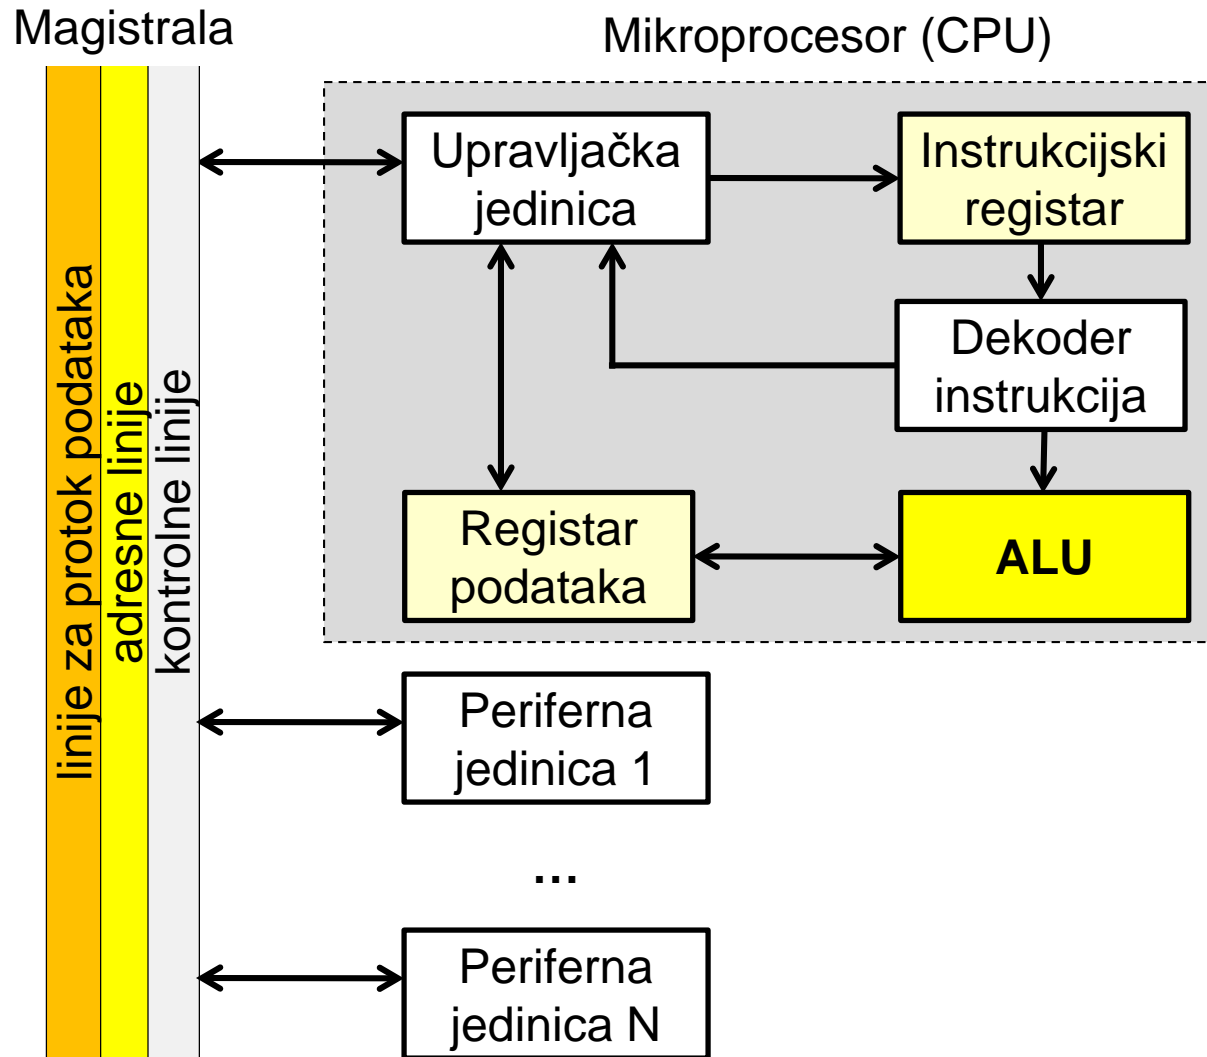 Magistrala
Mikroprocesor (CPU)
linije za protok podataka
adresne linije
kontrolne linije
Upravljačka
jedinica
Instrukcijski
registar
Dekoder
instrukcija
Registar
podataka
ALU
Periferna
jedinica 1
...
Periferna
jedinica N